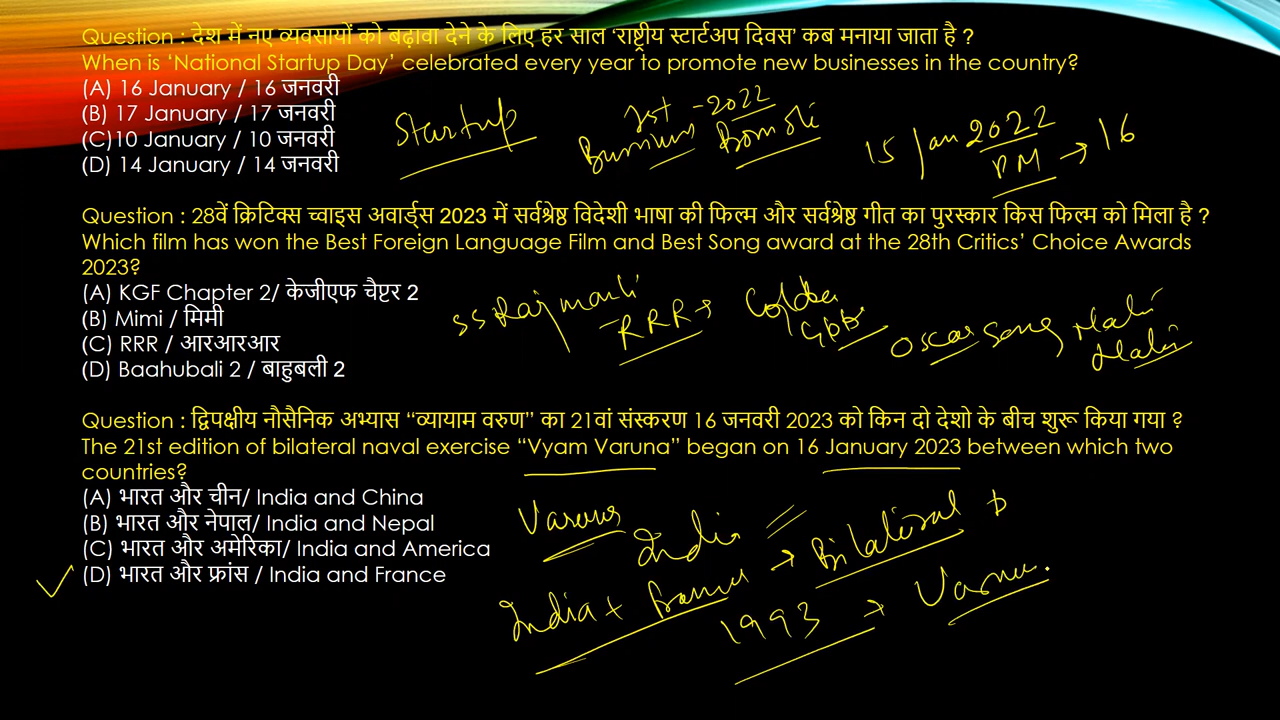 Question : देश में नए व्यवसायों को बढ़ावा देने के लिए हर साल ‘राष्ट्रीय स्टार्टअप दिवस’ कब मनाया जाता है ?
When is ‘National Startup Day’ celebrated every year to promote new businesses in the country?
(A) 16 January / 16 जनवरी
(B) 17 January / 17 जनवरी
(C)10 January / 10 जनवरी
(D) 14 January / 14 जनवरी
Startup
2022
15 Jan 2022
PM → 16
Question : 28वें क्रिटिक्स च्वाइस अवार्ड्स 2023 में सर्वश्रेष्ठ विदेशी भाषा की फिल्म और सर्वश्रेष्ठ गीत का पुरस्कार किस फिल्म को मिला है ?
Which film has won the Best Foreign Language Film and Best Song award at the 28th Critics’ Choice Awards
2023?
(A) KGF Chapter 2/ केजीएफ चैप्टर 2
(B) Mimi / मिमी
(C) RRR / आरआरआर
(D) Baahubali 2 / बाहुबली 2
RRR →
Oscar Song
Question : द्विपक्षीय नौसैनिक अभ्यास “व्यायाम वरुण” का 21वां संस्करण 16 जनवरी 2023 को किन दो देशो के बीच शुरू किया गया ?
The 21st edition of bilateral naval exercise “Vyam Varuna” began on 16 January 2023 between which two
countries?
(A) भारत और चीन/ India and China
(B) भारत और नेपाल/ India and Nepal
(C) भारत और अमेरिका/ India and America
(D) भारत और फ्रांस / India and France
India
→ Bilateral
India +
1993 →